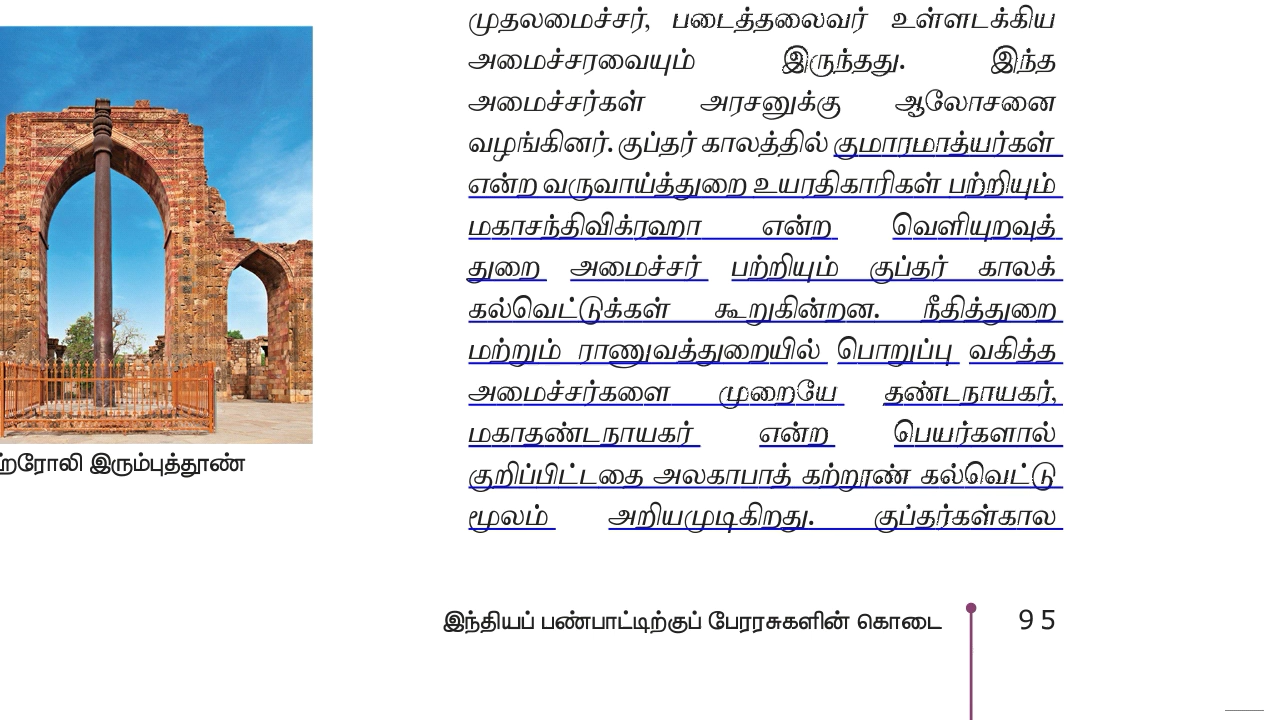 முதலமைச்சர், படைத்தலைவர் உள்ளடக்கிய
அமைச்சரவையும் இருந்தது. இந்த
அமைச்சர்கள் அரசனுக்கு ஆலோசனை
வழங்கினர். குப்தர் காலத்தில் குமாரமாத்யர்கள்
என்ற வருவாய்த்துறை உயரதிகாரிகள் பற்றியும்
மகாசந்திவிக்ரஹா என்ற வெளியுறவுத்
துறை அமைச்சர் பற்றியும் குப்தர் காலக்
கல்வெட்டுக்கள் கூறுகின்றன. நீதித்துறை
மற்றும் ராணுவத்துறையில் பொறுப்பு வகித்த
அமைச்சர்களை முறையே தண்டநாயகர்,
மகாதண்டநாயகர் என்ற பெயர்களால்
குறிப்பிட்டதை அலகாபாத் கற்றூண் கல்வெட்டு
மூலம் அறியமுடிகிறது. குப்தர்கள்கால
ஹ்ரோலி இரும்புத்தூண்
இந்தியப் பண்பாட்டிற்குப் பேரரசுகளின் கொடை 95